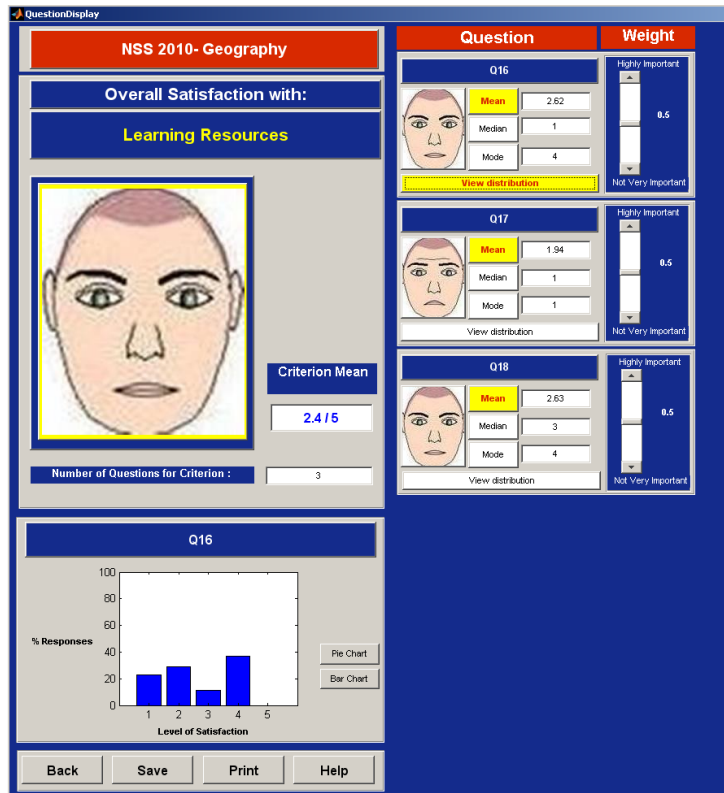 QuestionDisplay
NSS 2010- Geography
Overall Satisfaction with:
Learning Resources
Criterion Mean
2.4 / 5
Number of Questions for Criterion :
3
Question
Weight
Q16
Mean
2.62
Median
1
Mode
4
View distribution
Highly Important
0.5
Not Very Important
Q17
Mean
1.94
Median
1
Mode
1
View distribution
Highly Important
0.5
Not Very Important
Q18
Mean
2.63
Median
3
Mode
4
View distribution
Highly Important
0.5
Not Very Important
Q16
100
80
60
40
20
0
% Responses
1 2 3 4 5
Level of Satisfaction
Pie Chart
Bar Chart
Back
Save
Print
Help